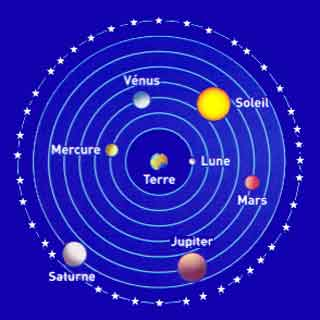 Vénus
Soleil
Mercure
Lune
Terre
Mars
Jupiter
Saturne